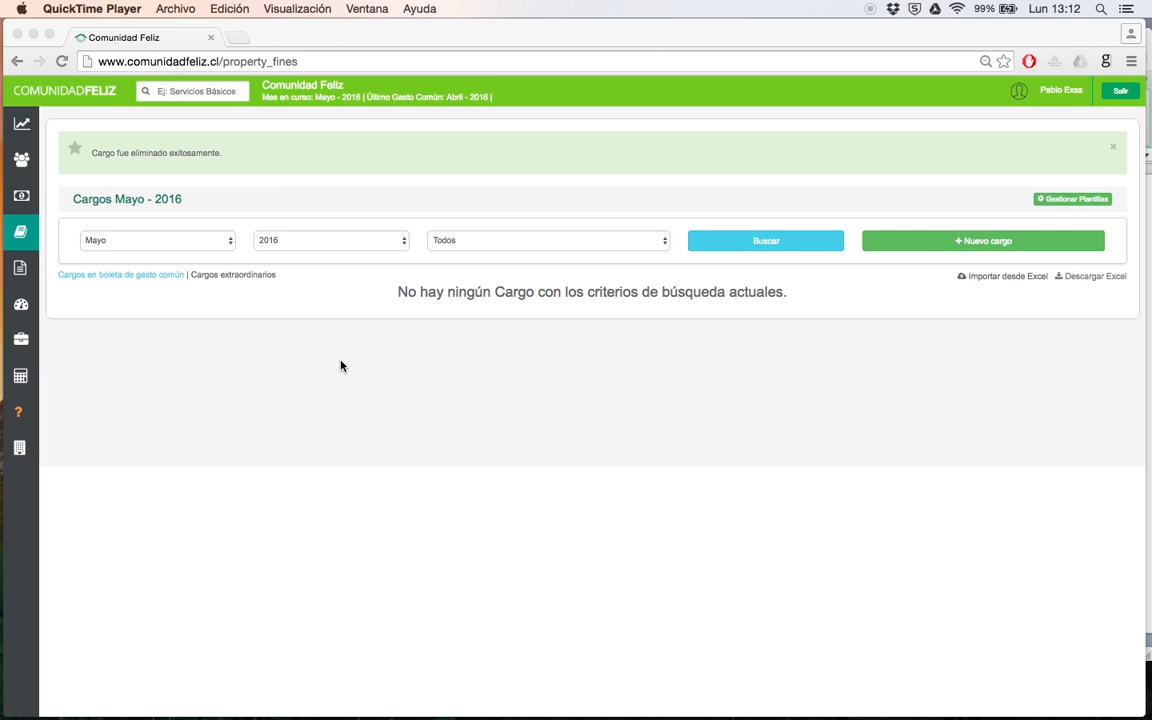 QuickTime Player Archivo Edición Visualización Ventana Ayuda 99% Lun 13:12
Comunidad Feliz
www.comunidadfeliz.cl/property_fines
COMUNIDADFELIZ Ej: Servicios Básicos Comunidad Feliz Pablo Exss Salir
Mes en curso: Mayo - 2016 | Último Gasto Común: Abril - 2016 |
Cargo fue eliminado exitosamente. ×
Cargos Mayo - 2016 Gestionar Plantillas
Mayo 2016 Todos Buscar + Nuevo cargo
Cargos en boleta de gasto común | Cargos extraordinarios Importar desde Excel Descargar Excel
No hay ningún Cargo con los criterios de búsqueda actuales.